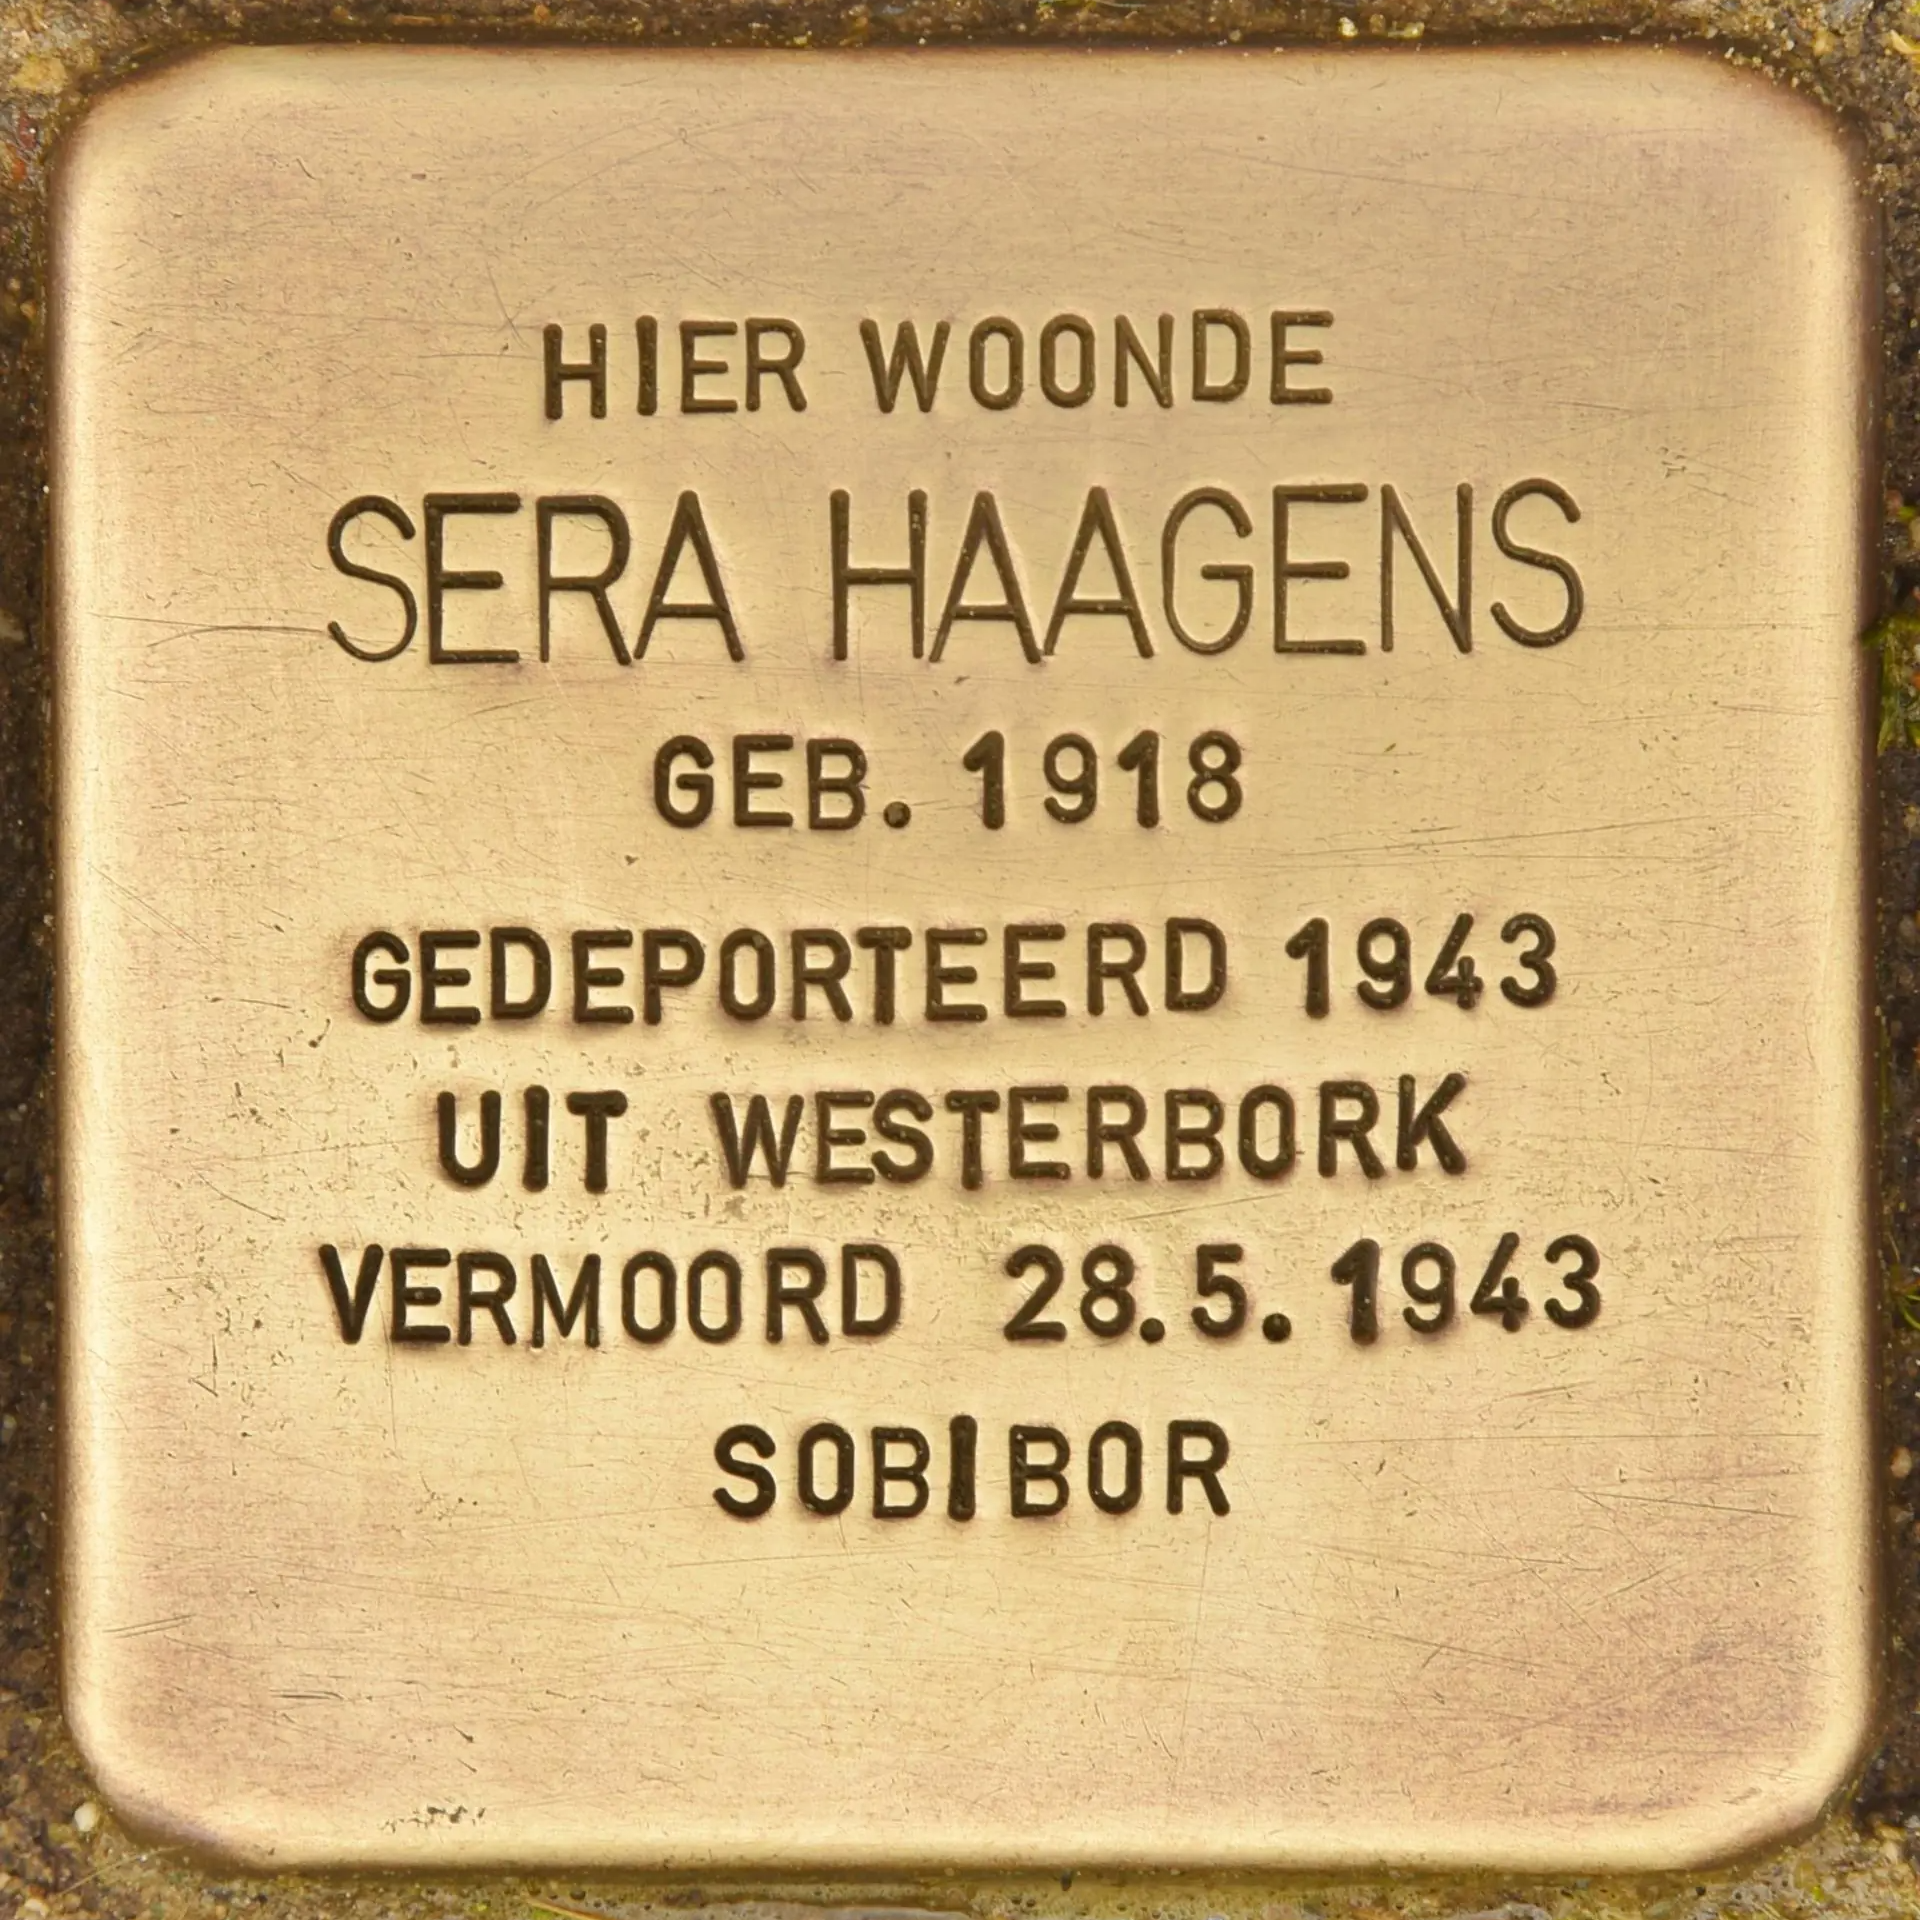 HIER WOONDE
SERA HAAGENS
GEB. 1918
GEDEPORTEERD 1943
UIT WESTERBORK
VERMOORD 28.5.1943
SOBIBOR